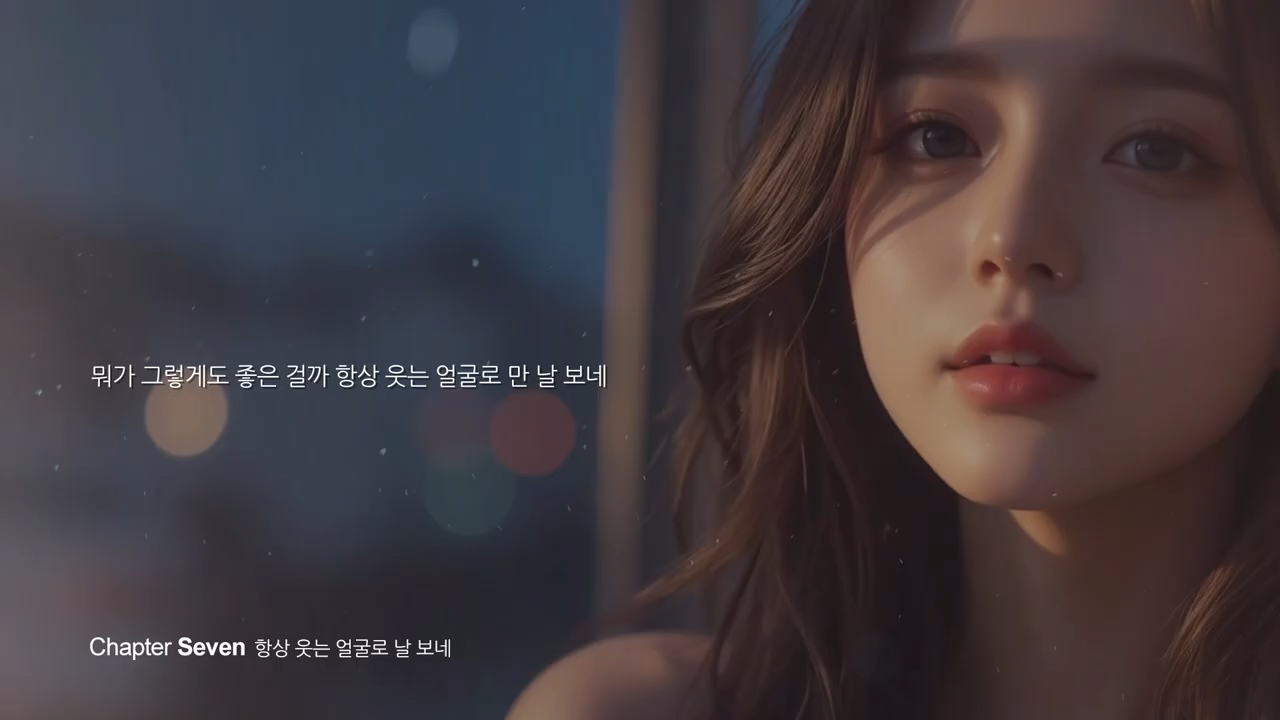 뭐가 그렇게도 좋은 걸까 항상 웃는 얼굴로 만 날 보네
Chapter Seven 항상 웃는 얼굴로 날 보네